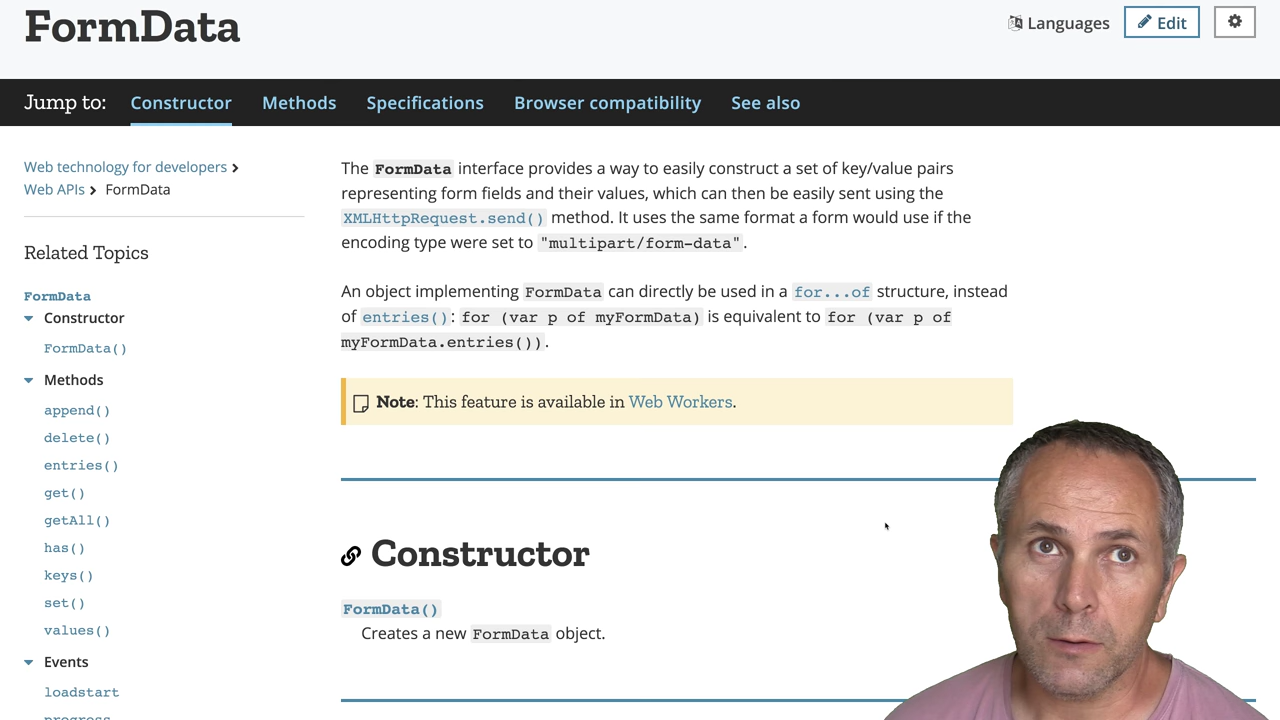 FormData
Languages
Edit
Jump to:
Constructor
Methods
Specifications
Browser compatibility
See also
Web technology for developers
Web APIs
FormData
Related Topics
FormData
Constructor
FormData()
Methods
append()
delete()
entries()
get()
getAll()
has()
keys()
set()
values()
Events
loadstart
progress
The FormData interface provides a way to easily construct a set of key/value pairs
representing form fields and their values, which can then be easily sent using the
XMLHttpRequest.send() method. It uses the same format a form would use if the
encoding type were set to "multipart/form-data".
An object implementing FormData can directly be used in a for...of structure, instead
of entries(): for (var p of myFormData) is equivalent to for (var p of
myFormData.entries()).
Note: This feature is available in Web Workers.
Constructor
FormData()
Creates a new FormData object.